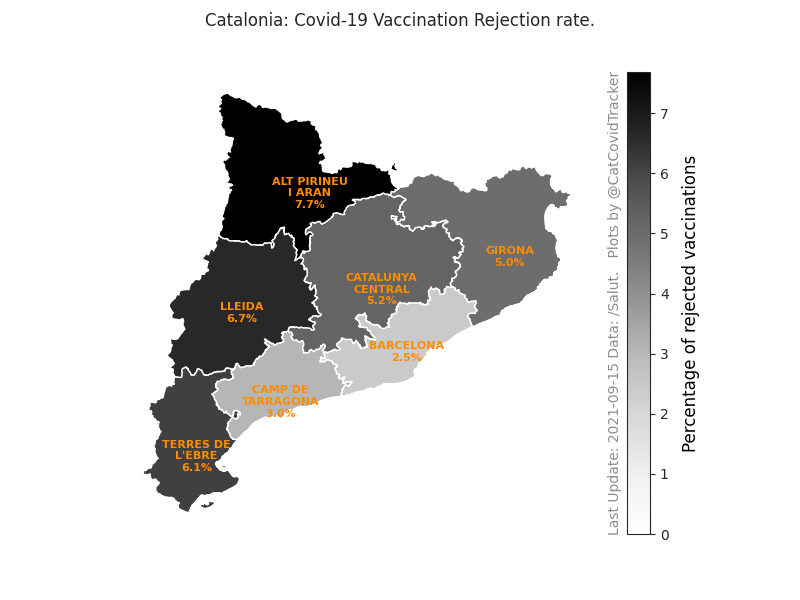 Catalonia: Covid-19 Vaccination Rejection rate.
ALT PIRINEU
I ARAN
7.7%
GIRONA
5.0%
CATALUNYA
CENTRAL
5.2%
LLEIDA
6.7%
BARCELONA
2.5%
CAMP DE
TARRAGONA
3.0%
TERRES DE
L'EBRE
6.1%
Last Update: 2021-09-15 Data: /Salut. Plots by @CatCovidTracker
7
6
5
4
3
2
1
0
Percentage of rejected vaccinations